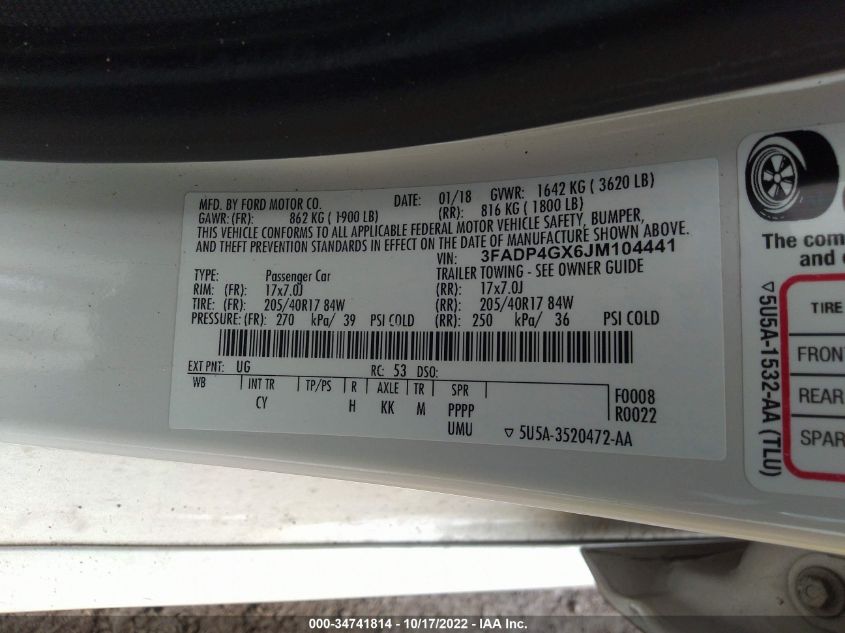 MFD. BY FORD MOTOR CO. DATE: 01/18 GVWR: 1642 KG ( 3620 LB)
GAWR: (FR): 862 KG ( 1900 LB) (RR): 816 KG ( 1800 LB)
THIS VEHICLE CONFORMS TO ALL APPLICABLE FEDERAL MOTOR VEHICLE SAFETY, BUMPER,
AND THEFT PREVENTION STANDARDS IN EFFECT ON THE DATE OF MANUFACTURE SHOWN ABOVE.
VIN: 3FADP4GX6JM104441
TYPE: Passenger Car TRAILER TOWING - SEE OWNER GUIDE
RIM: (FR): 17x7.0J (RR): 17x7.0J
TIRE: (FR): 205/40R17 84W (RR): 205/40R17 84W
PRESSURE: (FR): 270 kPa/ 39 PSI COLD (RR): 250 kPa/ 36 PSI COLD
EXT PNT: UG RC: 53 DSO:
WB INT TR TP/PS R AXLE TR SPR F0008
CY H KK M PPPP R0022
UMU ▽ 5U5A-3520472-AA
The com
and
▽5U5A-1532-AA (TLU)
TIRE
FRONT
REAR
SPAR
000-34741814 - 10/17/2022 - IAA Inc.